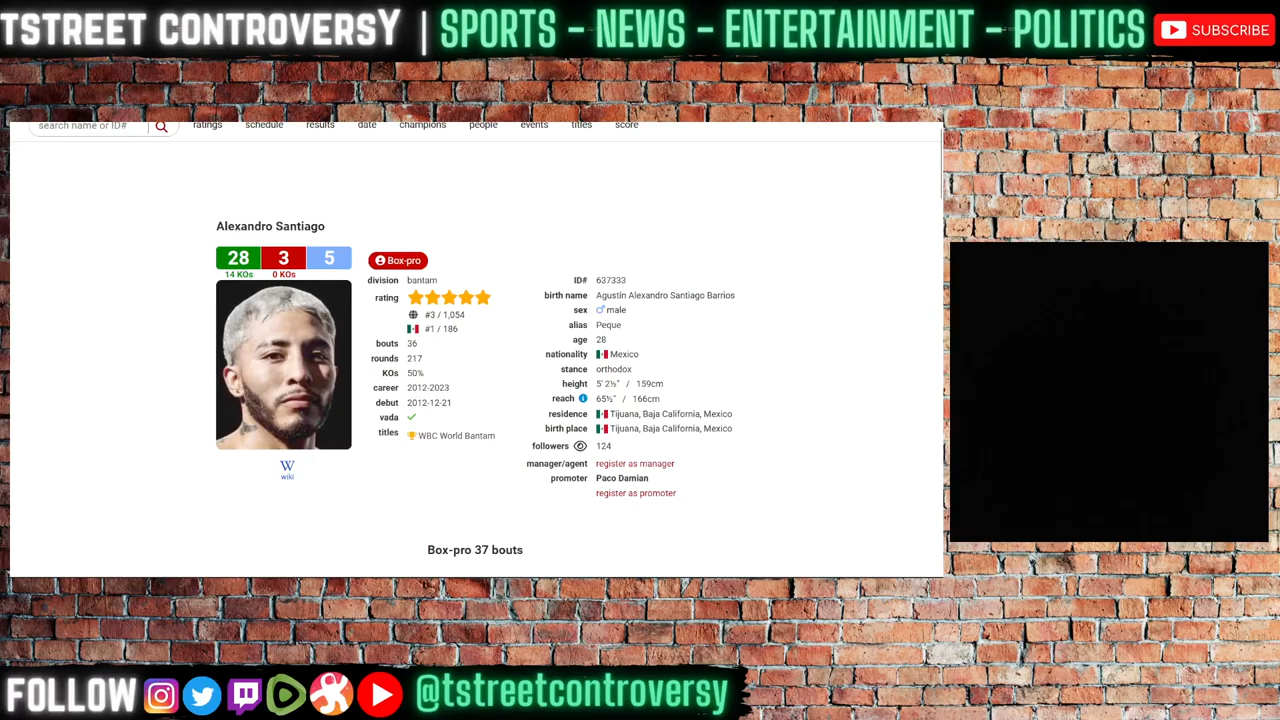 TSTREET CONTROVERSY | SPORTS – NEWS – ENTERTAINMENT – POLITICS SUBSCRIBE
search name or ID# ratings schedule results date champions people events titles score
Alexandro Santiago
28 3 5
14 KOs 0 KOs
Box-pro
division bantam
rating
#3 / 1,054
#1 / 186
bouts 36
rounds 217
KOs 50%
career 2012-2023
debut 2012-12-21
vada
titles WBC World Bantam
W
wiki
ID# 637333
birth name Agustín Alexandro Santiago Barrios
sex male
alias Peque
age 28
nationality Mexico
stance orthodox
height 5′ 2½″ / 159cm
reach 65½″ / 166cm
residence Tijuana, Baja California, Mexico
birth place Tijuana, Baja California, Mexico
followers 124
manager/agent register as manager
promoter Paco Damian
register as promoter
Box-pro 37 bouts
FOLLOW @tstreetcontroversy